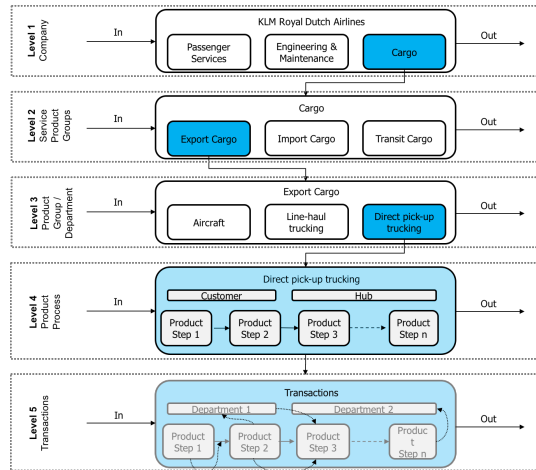 KLM Royal Dutch Airlines
Level 1
Company
In
Passenger
Services
Engineering &
Maintenance
Cargo
Out
Cargo
Level 2
Service
Product
Groups
In
Export Cargo
Import Cargo
Transit Cargo
Out
Export Cargo
Level 3
Product
Group /
Department
In
Aircraft
Line-haul
trucking
Direct pick-up
trucking
Out
Direct pick-up trucking
Level 4
Product
Process
In
Customer
Hub
Product
Step 1
Product
Step 2
Product
Step 3
Product
Step n
Out
Transactions
Level 5
Transactions
In
Department 1
Department 2
Product
Step 1
Product
Step 2
Product
Step 3
Produc
t
Step n
Out